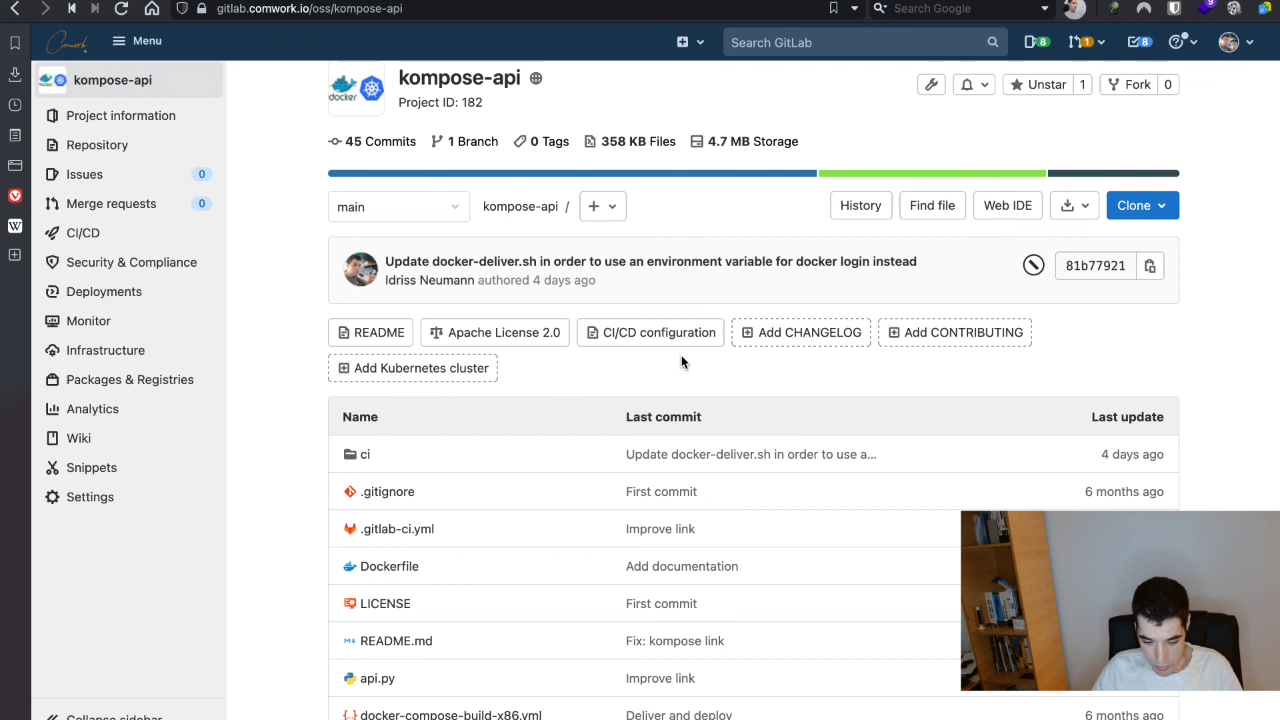 gitlab.comwork.io/oss/kompose-api
Search Google
9
Comwork
Menu
Search GitLab
8
1
8
kompose-api
Project information
Repository
Issues 0
Merge requests 0
CI/CD
Security & Compliance
Deployments
Monitor
Infrastructure
Packages & Registries
Analytics
Wiki
Snippets
Settings
Collapse sidebar
docker
kompose-api
Project ID: 182
Unstar 1
Fork 0
45 Commits 1 Branch 0 Tags 358 KB Files 4.7 MB Storage
main
kompose-api /
+
History
Find file
Web IDE
Clone
Update docker-deliver.sh in order to use an environment variable for docker login instead
Idriss Neumann authored 4 days ago
81b77921
README
Apache License 2.0
CI/CD configuration
Add CHANGELOG
Add CONTRIBUTING
Add Kubernetes cluster
Name Last commit Last update
ci Update docker-deliver.sh in order to use a... 4 days ago
.gitignore First commit 6 months ago
.gitlab-ci.yml Improve link
Dockerfile Add documentation
LICENSE First commit
README.md Fix: kompose link
api.py Improve link
docker-compose-build-x86.yml Deliver and deploy